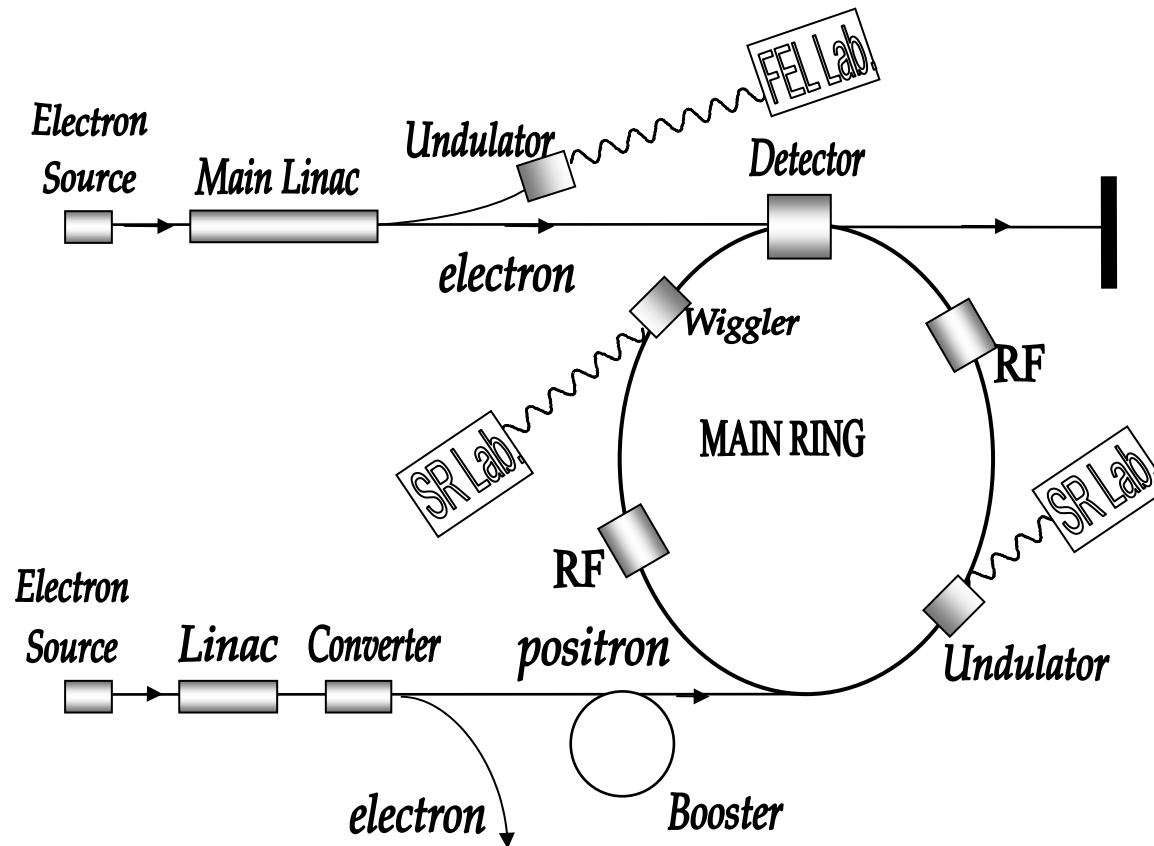 FEL Lab.
Electron
Source
Undulator
Main Linac
Detector
electron
Wiggler
RF
MAIN RING
SR Lab.
SR Lab.
RF
Electron
Source
Linac
Converter
positron
Undulator
electron
Booster